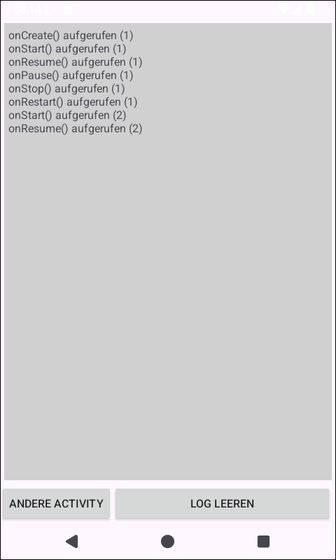 onCreate() aufgerufen (1)
onStart() aufgerufen (1)
onResume() aufgerufen (1)
onPause() aufgerufen (1)
onStop() aufgerufen (1)
onRestart() aufgerufen (1)
onStart() aufgerufen (2)
onResume() aufgerufen (2)
ANDERE ACTIVITY
LOG LEEREN